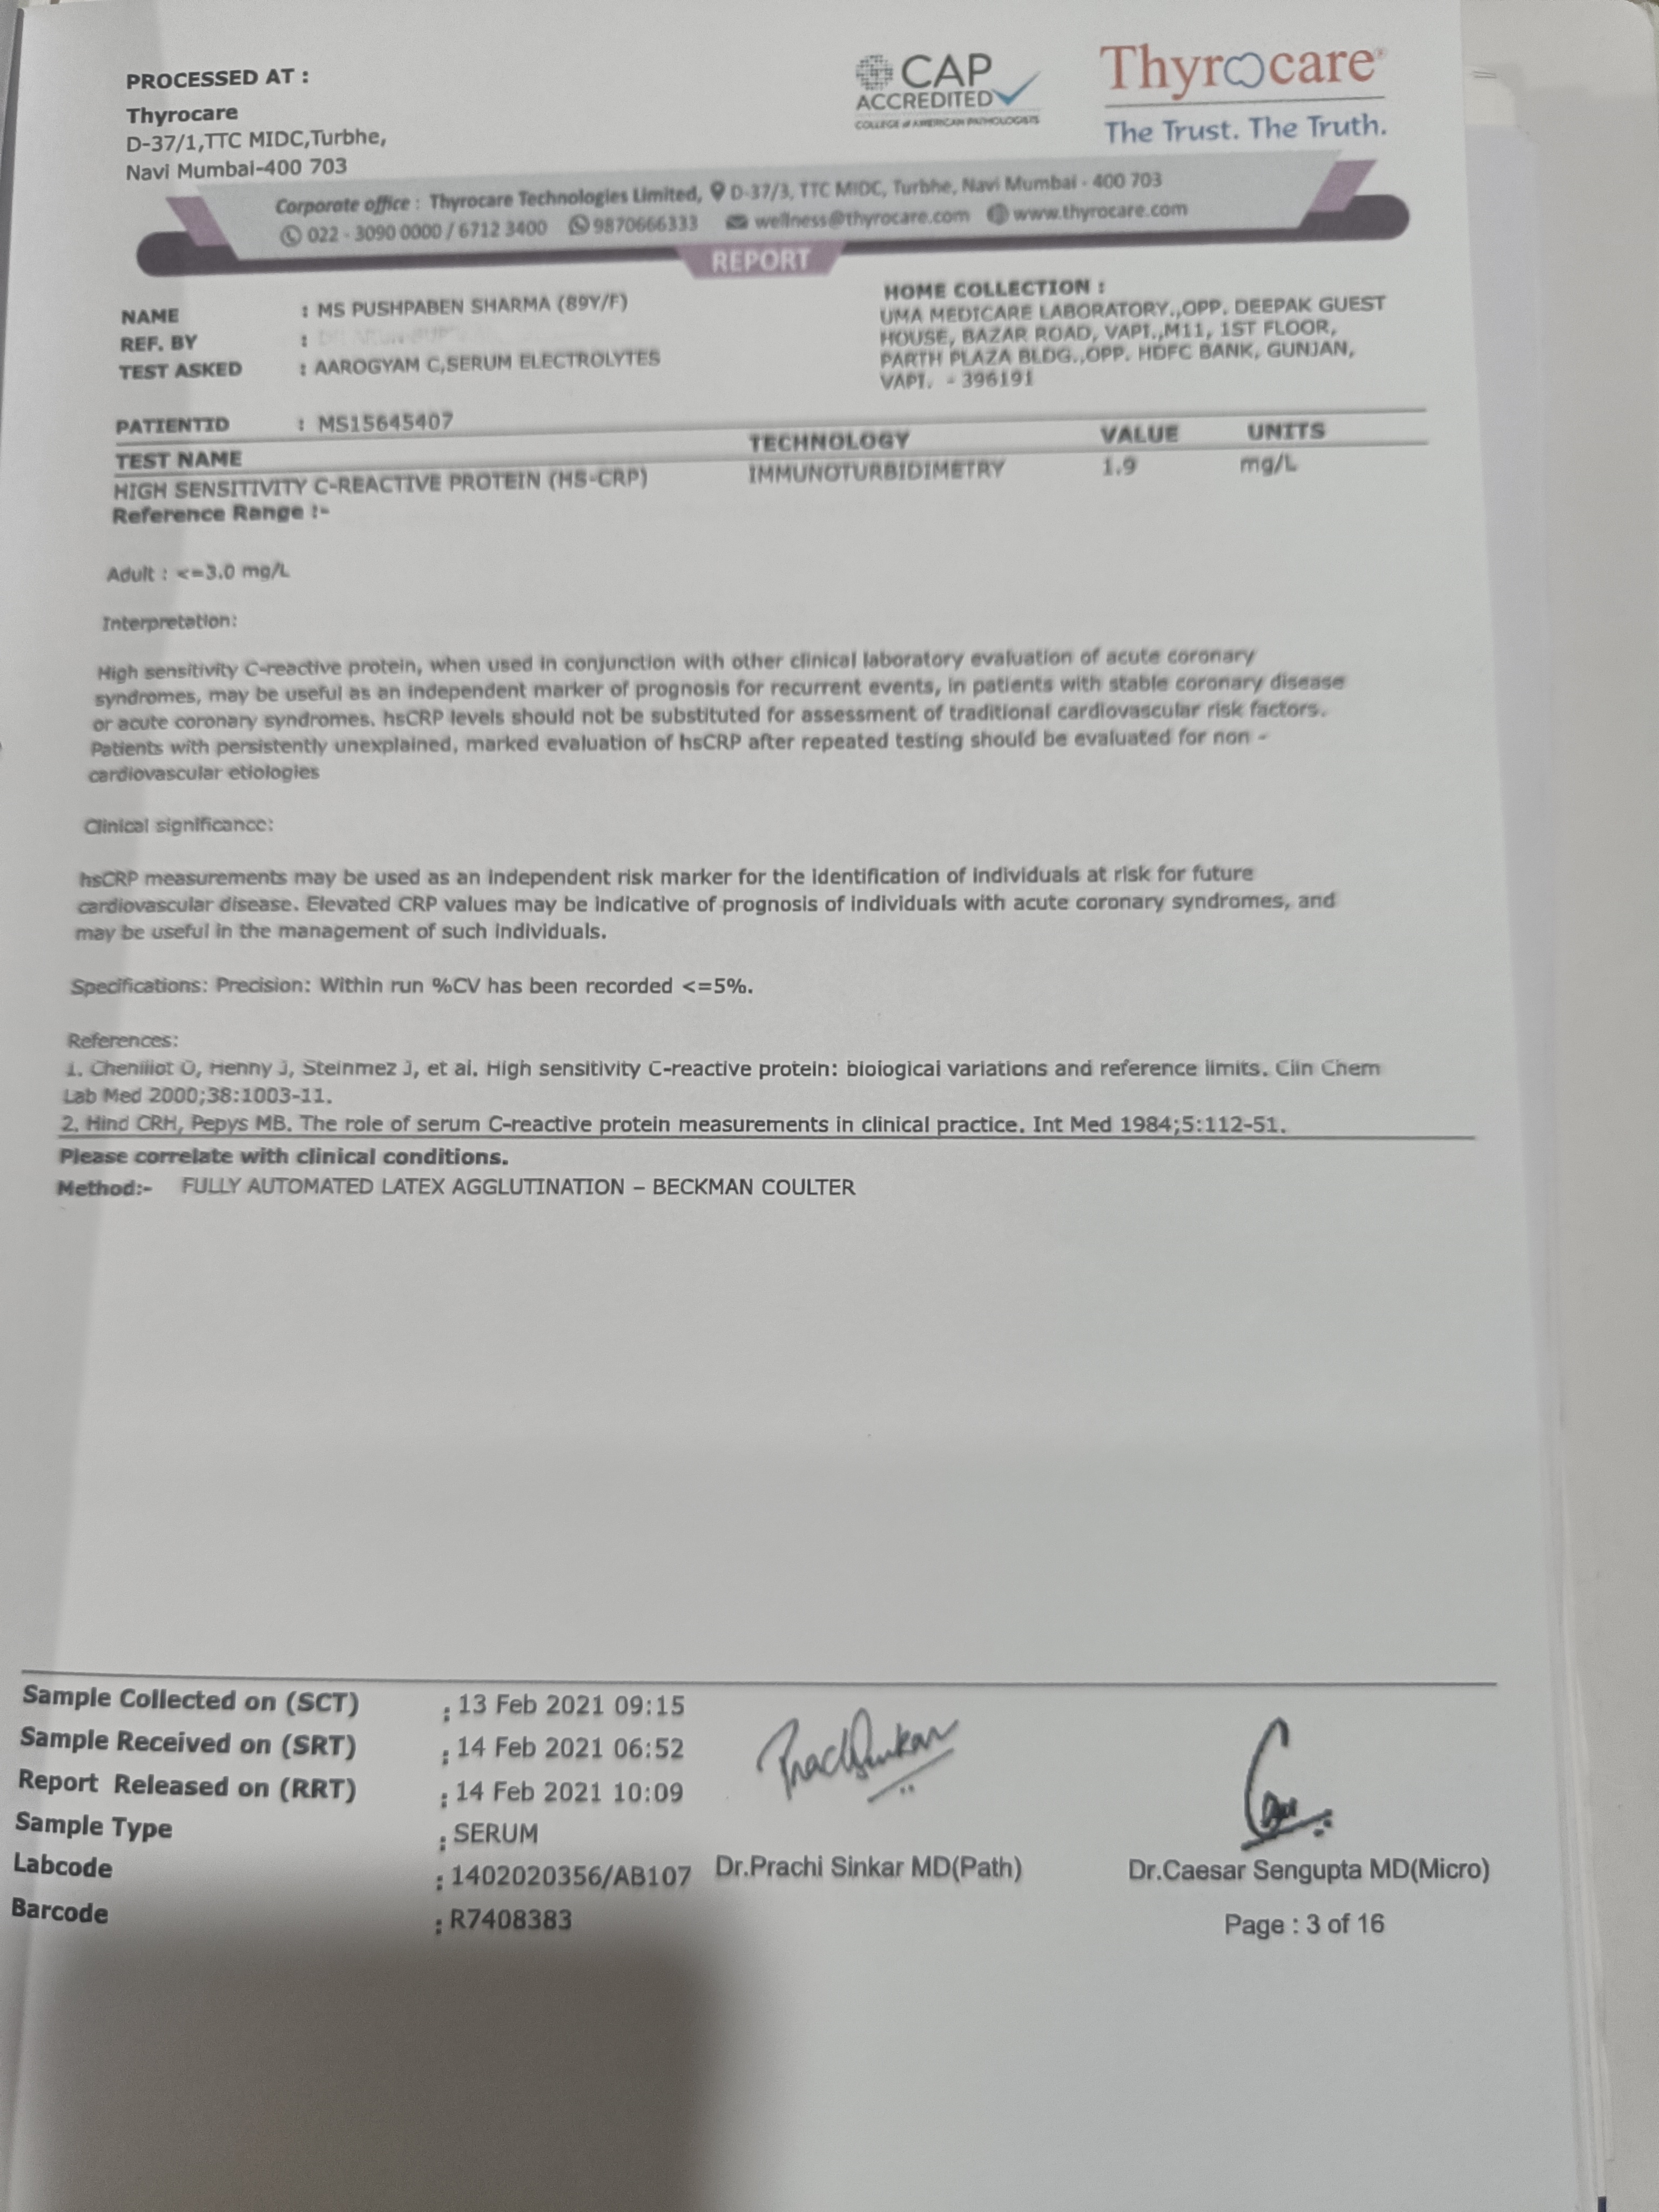 PROCESSED AT :
Thyrocare
D-37/1,TTC MIDC,Turbhe,
Navi Mumbai-400 703
CAP
ACCREDITED
COLLEGE of AMERICAN PATHOLOGISTS
Thyrocare®
The Trust. The Truth.
Corporate office : Thyrocare Technologies Limited, D-37/3, TTC MIDC, Turbhe, Navi Mumbai - 400 703
022 - 3090 0000 / 6712 3400 9870666333 wellness@thyrocare.com www.thyrocare.com
REPORT
NAME : MS PUSHPABEN SHARMA (89Y/F)
REF. BY :
TEST ASKED : AAROGYAM C,SERUM ELECTROLYTES
HOME COLLECTION :
UMA MEDICARE LABORATORY.,OPP. DEEPAK GUEST
HOUSE, BAZAR ROAD, VAPI.,M11, 1ST FLOOR,
PARTH PLAZA BLDG.,OPP. HDFC BANK, GUNJAN,
VAPI. - 396191
PATIENTID : MS15645407
TEST NAME TECHNOLOGY VALUE UNITS
HIGH SENSITIVITY C-REACTIVE PROTEIN (HS-CRP) IMMUNOTURBIDIMETRY 1.9 mg/L
Reference Range :-
Adult : <=3.0 mg/L
Interpretation:
High sensitivity C-reactive protein, when used in conjunction with other clinical laboratory evaluation of acute coronary
syndromes, may be useful as an independent marker of prognosis for recurrent events, in patients with stable coronary disease
or acute coronary syndromes. hsCRP levels should not be substituted for assessment of traditional cardiovascular risk factors.
Patients with persistently unexplained, marked evaluation of hsCRP after repeated testing should be evaluated for non -
cardiovascular etiologies
Clinical significance:
hsCRP measurements may be used as an independent risk marker for the identification of individuals at risk for future
cardiovascular disease. Elevated CRP values may be indicative of prognosis of individuals with acute coronary syndromes, and
may be useful in the management of such individuals.
Specifications: Precision: Within run %CV has been recorded <=5%.
References:
1. Chenillot O, Henny J, Steinmez J, et al. High sensitivity C-reactive protein: biological variations and reference limits. Clin Chem
Lab Med 2000;38:1003-11.
2. Hind CRH, Pepys MB. The role of serum C-reactive protein measurements in clinical practice. Int Med 1984;5:112-51.
Please correlate with clinical conditions.
Method:- FULLY AUTOMATED LATEX AGGLUTINATION – BECKMAN COULTER
Sample Collected on (SCT) : 13 Feb 2021 09:15
Sample Received on (SRT) : 14 Feb 2021 06:52
Report Released on (RRT) : 14 Feb 2021 10:09
Sample Type : SERUM
Labcode : 1402020356/AB107
Barcode : R7408383
Dr.Prachi Sinkar MD(Path)
Dr.Caesar Sengupta MD(Micro)
Page : 3 of 16